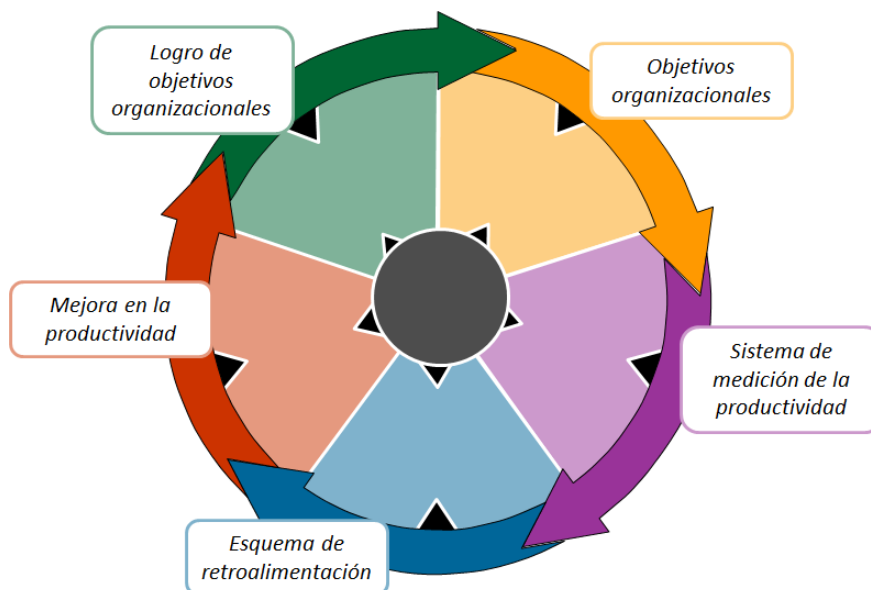 Logro de
objetivos
organizacionales
Objetivos
organizacionales
Sistema de
medición de la
productividad
Esquema de
retroalimentación
Mejora en la
productividad